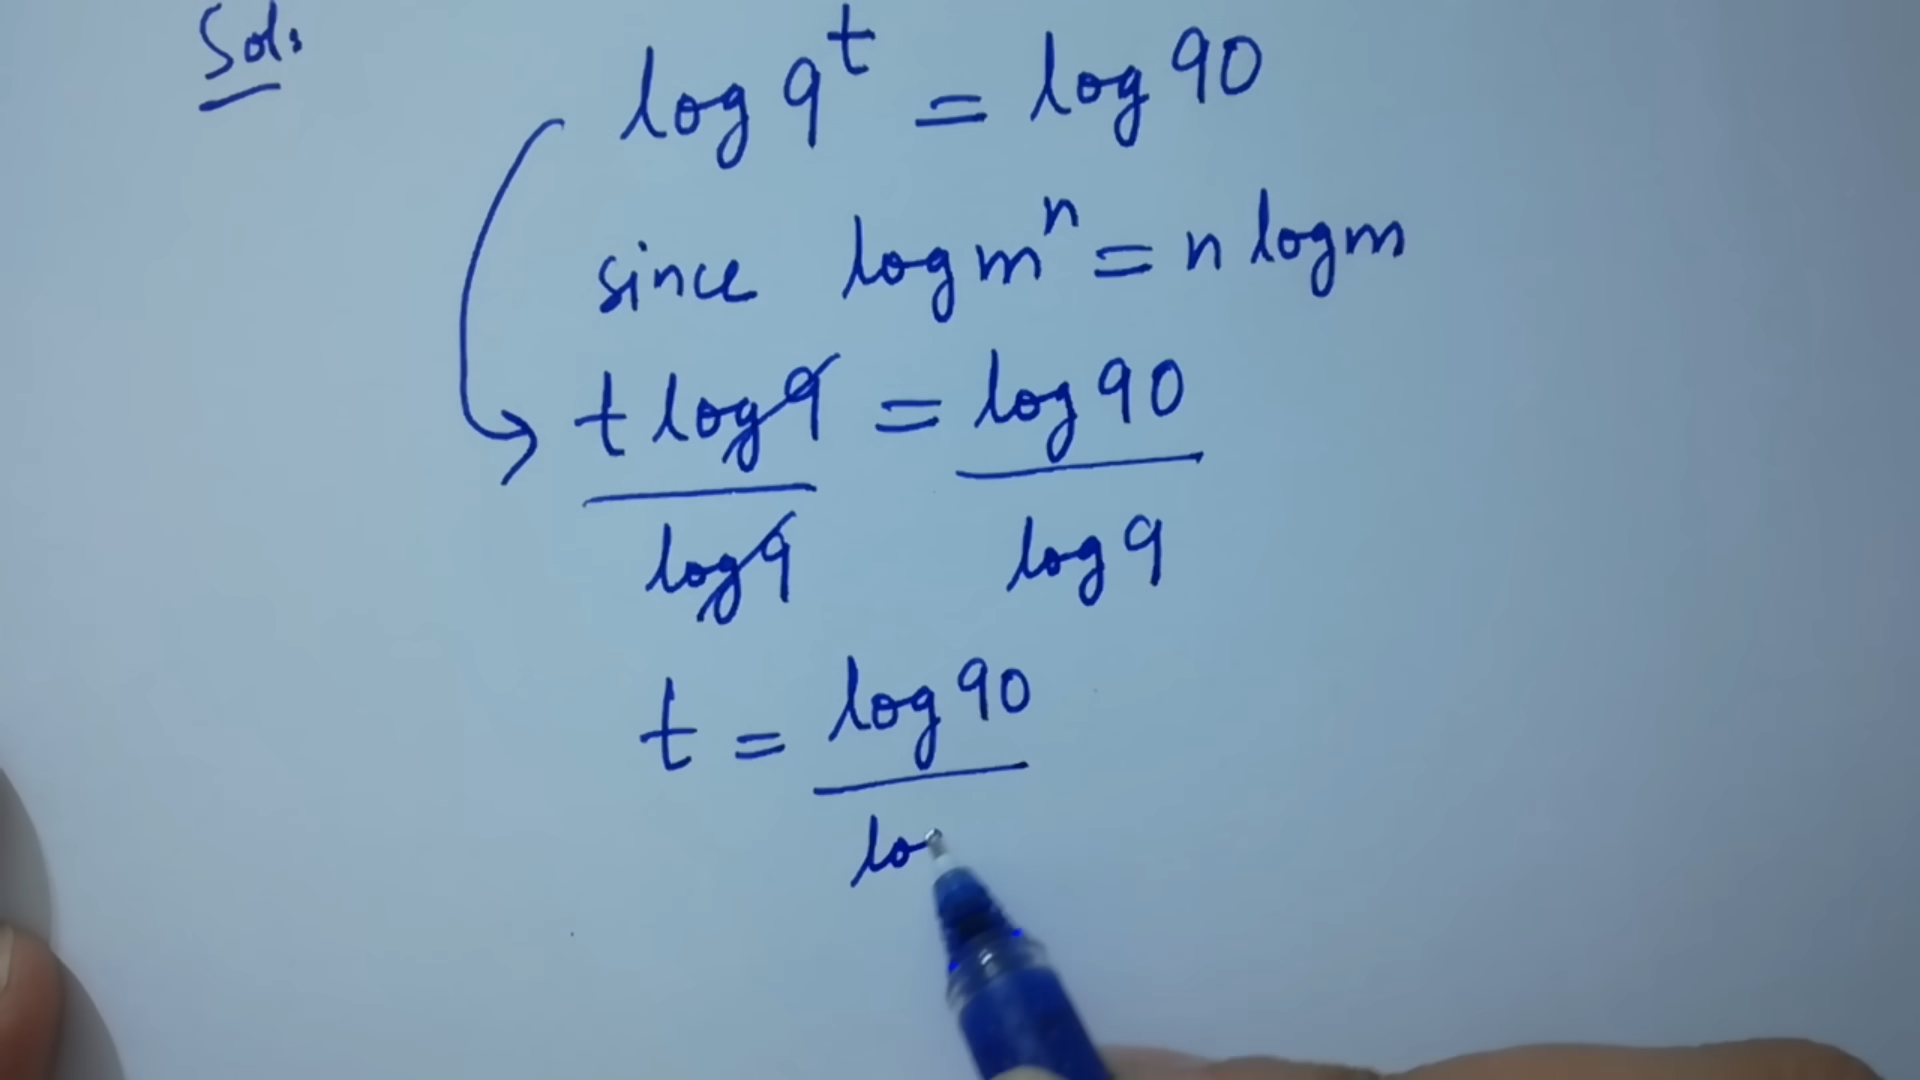 Sol:
log 9^t = log 90
since log m^n = n log m
t log 9 = log 90
log 9 log 9
t = log 90
lo